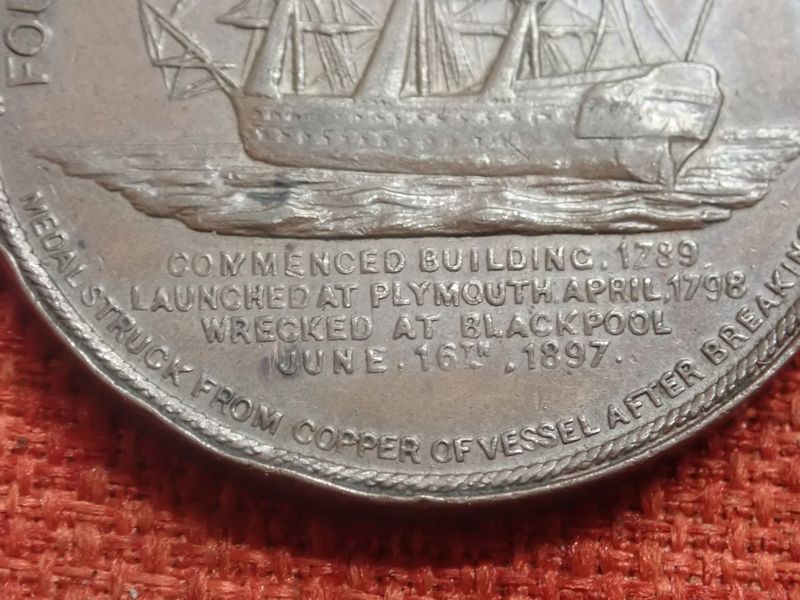 FOU
COMMENCED BUILDING. 1789.
LAUNCHED AT PLYMOUTH. APRIL. 1798
WRECKED AT BLACKPOOL
JUNE. 16TH, 1897.
MEDAL STRUCK FROM COPPER OF VESSEL AFTER BREAKING